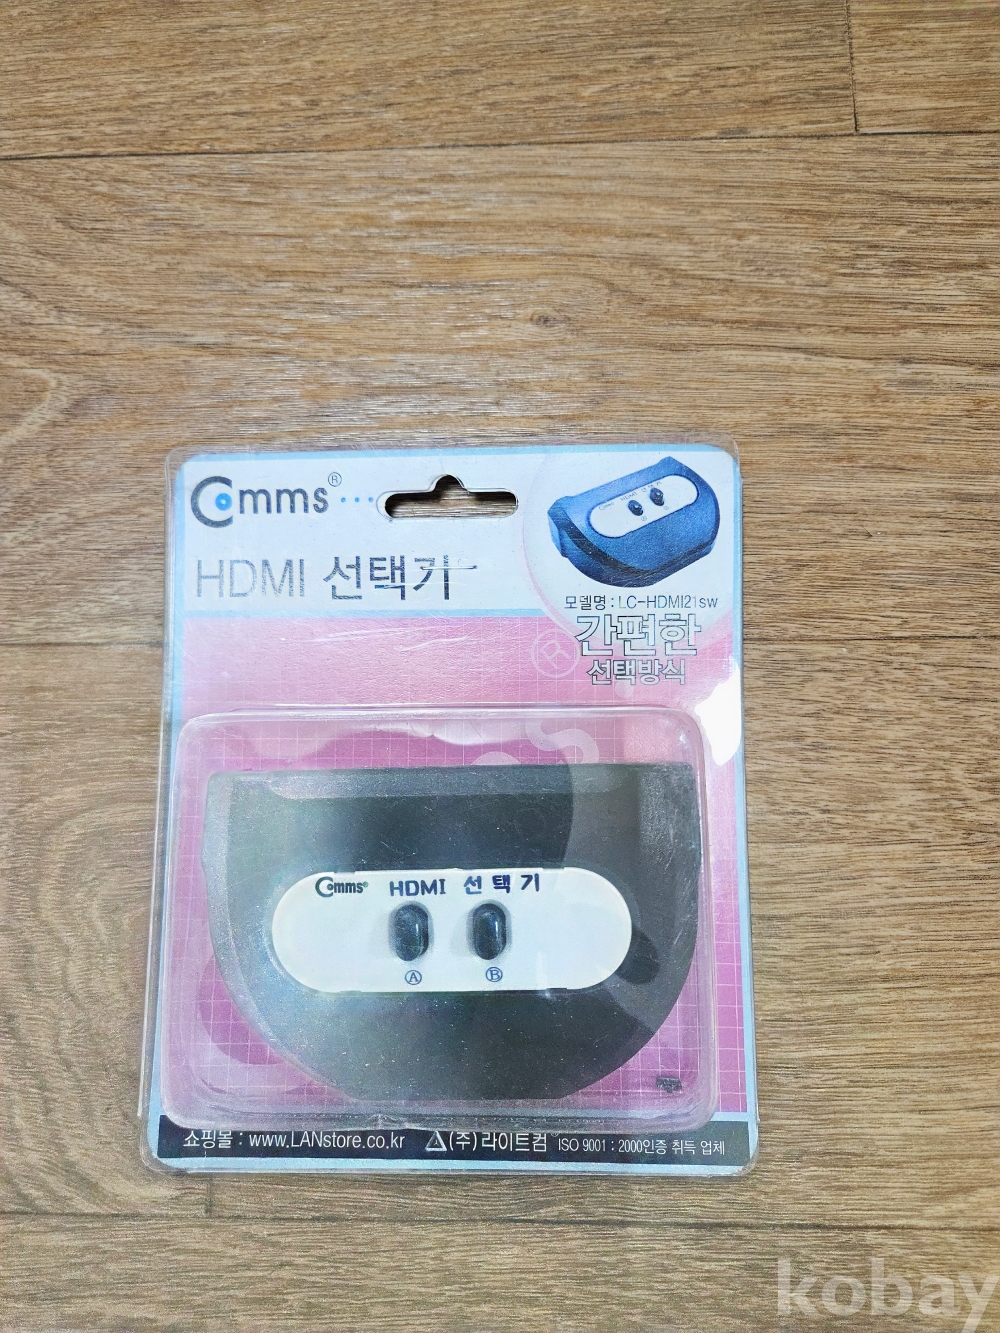 Comms®
HDMI 선택기
모델명 : LC-HDMI21sw
간편한
선택방식
®
Comms® HDMI 선택기
Ⓐ Ⓑ
쇼핑몰 : www.LANstore.co.kr (주)라이트컴 ISO 9001 : 2000인증 취득 업체
kobay